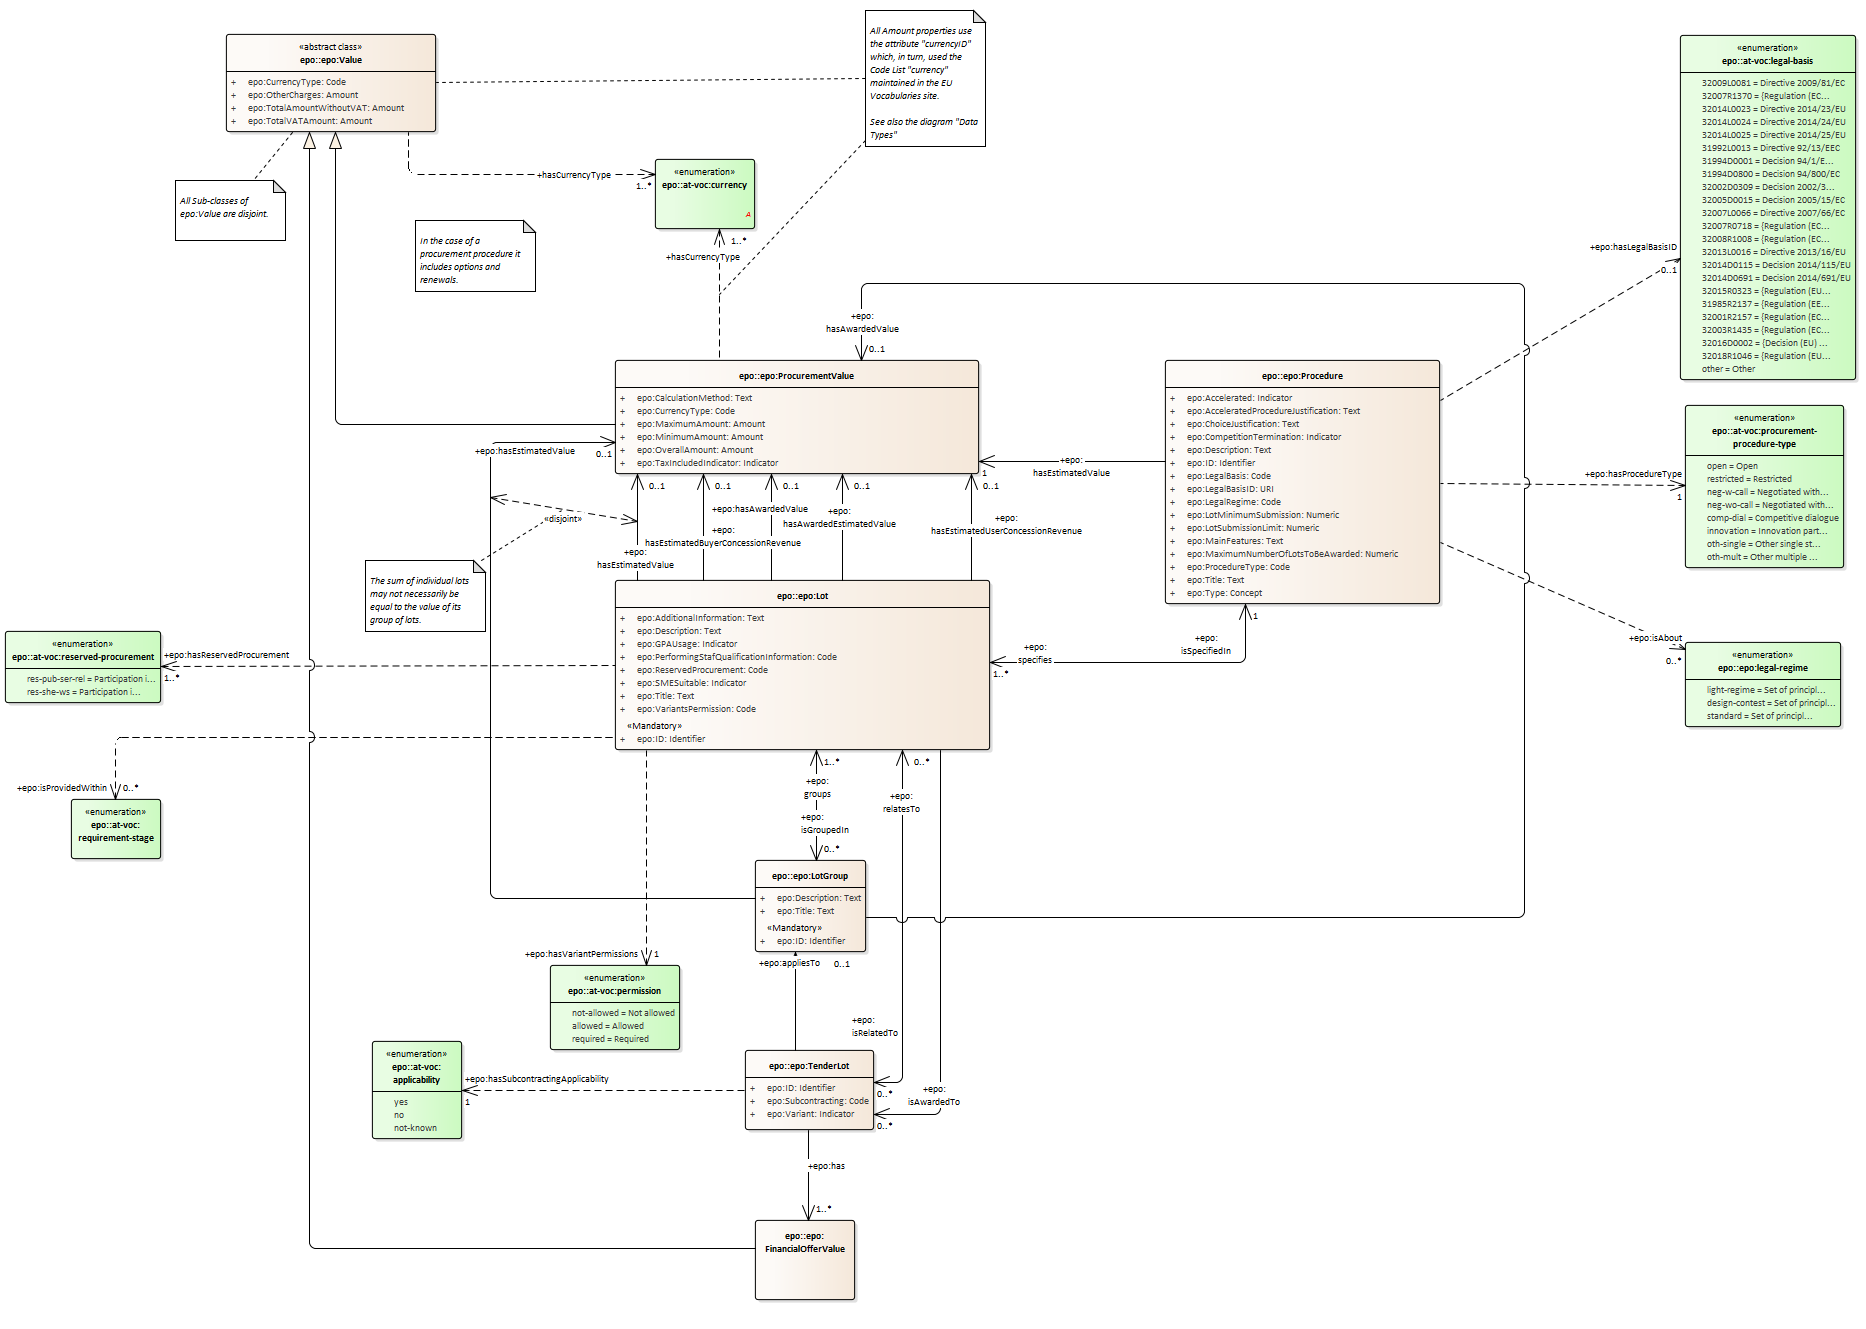 «abstract class»
epo::epo:Value
+ epo:CurrencyType: Code
+ epo:OtherCharges: Amount
+ epo:TotalAmountWithoutVAT: Amount
+ epo:TotalVATAmount: Amount
All Amount properties use
the attribute "currencyID"
which, in turn, used the
Code List "currency"
maintained in the EU
Vocabularies site.
See also the diagram "Data
Types"
All Sub-classes of
epo:Value are disjoint.
+hasCurrencyType
1..*
«enumeration»
epo::at-voc:currency
A
1..*
+hasCurrencyType
In the case of a
procurement procedure it
includes options and
renewals.
«enumeration»
epo::at-voc:legal-basis
32009L0081 = Directive 2009/81/EC
32007R1370 = {Regulation (EC...
32014L0023 = Directive 2014/23/EU
32014L0024 = Directive 2014/24/EU
32014L0025 = Directive 2014/25/EU
31992L0013 = Directive 92/13/EEC
31994D0001 = Decision 94/1/E...
31994D0800 = Decision 94/800/EC
32002D0309 = Decision 2002/3...
32005D0015 = Decision 2005/15/EC
32007L0066 = Directive 2007/66/EC
32007R0718 = {Regulation (EC...
32008R1008 = {Regulation (EC...
32013L0016 = Directive 2013/16/EU
32014D0115 = Decision 2014/115/EU
32014D0691 = Decision 2014/691/EU
32015R0323 = {Regulation (EU...
31985R2137 = {Regulation (EE...
32001R2157 = {Regulation (EC...
32003R1435 = {Regulation (EC...
32016D0002 = {Decision (EU) ...
32018R1046 = {Regulation (EU...
other = Other
+epo:hasLegalBasisID
0..1
+epo:
hasAwardedValue
0..1
epo::epo:ProcurementValue
+ epo:CalculationMethod: Text
+ epo:CurrencyType: Code
+ epo:MaximumAmount: Amount
+ epo:MinimumAmount: Amount
+ epo:OverallAmount: Amount
+ epo:TaxIncludedIndicator: Indicator
epo::epo:Procedure
+ epo:Accelerated: Indicator
+ epo:AcceleratedProcedureJustification: Text
+ epo:ChoiceJustification: Text
+ epo:CompetitionTermination: Indicator
+ epo:Description: Text
+ epo:ID: Identifier
+ epo:LegalBasis: Code
+ epo:LegalBasisID: URI
+ epo:LegalRegime: Code
+ epo:LotMinimumSubmission: Numeric
+ epo:LotSubmissionLimit: Numeric
+ epo:MainFeatures: Text
+ epo:MaximumNumberOfLotsToBeAwarded: Numeric
+ epo:ProcedureType: Code
+ epo:Title: Text
+ epo:Type: Concept
«enumeration»
epo::at-voc:procurement-
procedure-type
open = Open
restricted = Restricted
neg-w-call = Negotiated with...
neg-wo-call = Negotiated with...
comp-dial = Competitive dialogue
innovation = Innovation part...
oth-single = Other single st...
oth-mult = Other multiple ...
+epo:hasProcedureType
1
+epo:hasEstimatedValue
0..1
+epo:
hasEstimatedValue
1
0..1
0..1
0..1
0..1
0..1
+epo:hasAwardedValue
+epo:
hasAwardedEstimatedValue
+epo:
hasEstimatedBuyerConcessionRevenue
+epo:
hasEstimatedUserConcessionRevenue
+epo:
hasEstimatedValue
«disjoint»
The sum of individual lots
may not necessarily be
equal to the value of its
group of lots.
epo::epo:Lot
+ epo:AdditionalInformation: Text
+ epo:Description: Text
+ epo:GPAUsage: Indicator
+ epo:PerformingStafQualificationInformation: Code
+ epo:ReservedProcurement: Code
+ epo:SMESuitable: Indicator
+ epo:Title: Text
+ epo:VariantsPermission: Code
«Mandatory»
+ epo:ID: Identifier
+epo:
specifies
1..*
+epo:
isSpecifiedIn
1
+epo:isAbout
0..*
«enumeration»
epo::epo:legal-regime
light-regime = Set of principl...
design-contest = Set of principl...
standard = Set of principl...
«enumeration»
epo::at-voc:reserved-procurement
res-pub-ser-rel = Participation i...
res-she-ws = Participation i...
+epo:hasReservedProcurement
1..*
+epo:isProvidedWithin
0..*
«enumeration»
epo::at-voc:
requirement-stage
1..*
+epo:
groups
+epo:
isGroupedIn
0..*
0..*
+epo:
relatesTo
epo::epo:LotGroup
+ epo:Description: Text
+ epo:Title: Text
«Mandatory»
+ epo:ID: Identifier
+epo:appliesTo
0..1
+epo:hasVariantPermissions
1
«enumeration»
epo::at-voc:permission
not-allowed = Not allowed
allowed = Allowed
required = Required
+epo:
isRelatedTo
0..*
+epo:
isAwardedTo
0..*
«enumeration»
epo::at-voc:
applicability
yes
no
not-known
+epo:hasSubcontractingApplicability
1
epo::epo:TenderLot
+ epo:ID: Identifier
+ epo:Subcontracting: Code
+ epo:Variant: Indicator
+epo:has
1..*
epo::epo:
FinancialOfferValue